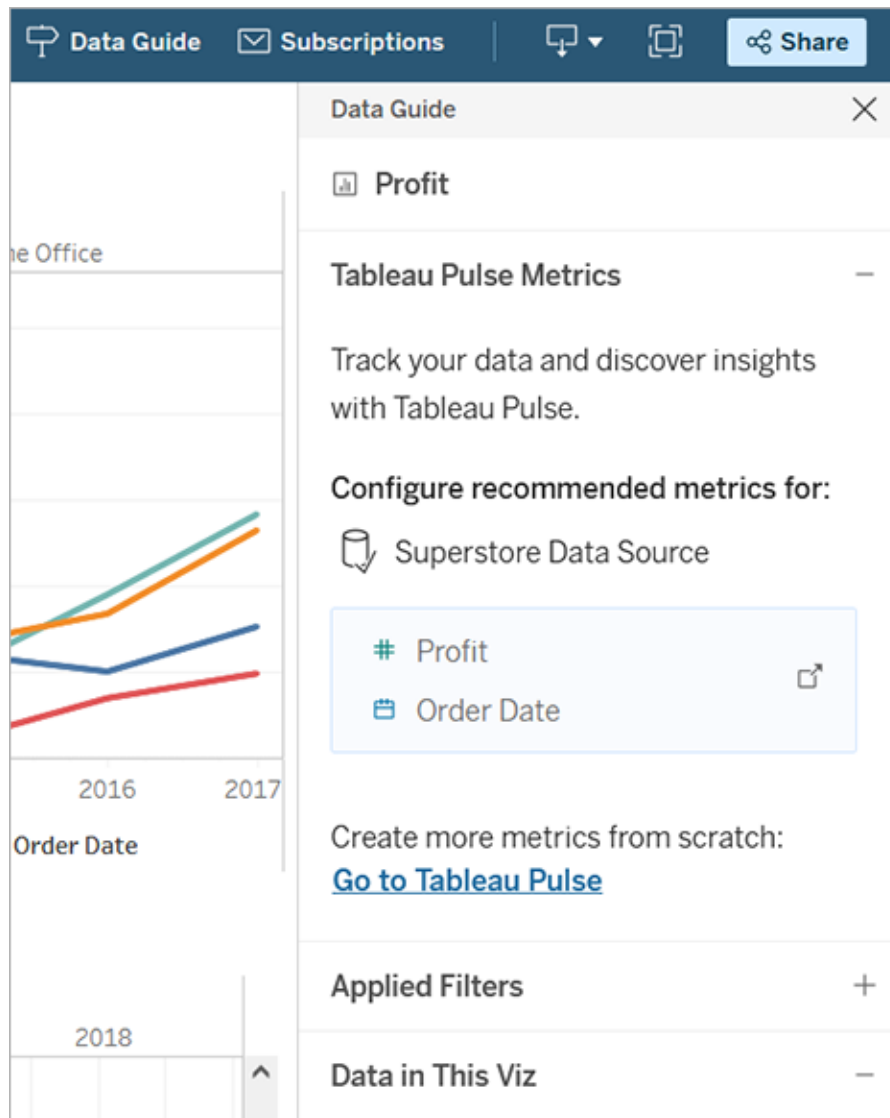 Data Guide
Subscriptions
Share
Data Guide
Profit
Office
Tableau Pulse Metrics
Track your data and discover insights
with Tableau Pulse.
Configure recommended metrics for:
Superstore Data Source
Profit
Order Date
2016
2017
Order Date
Create more metrics from scratch:
Go to Tableau Pulse
Applied Filters
2018
Data in This Viz